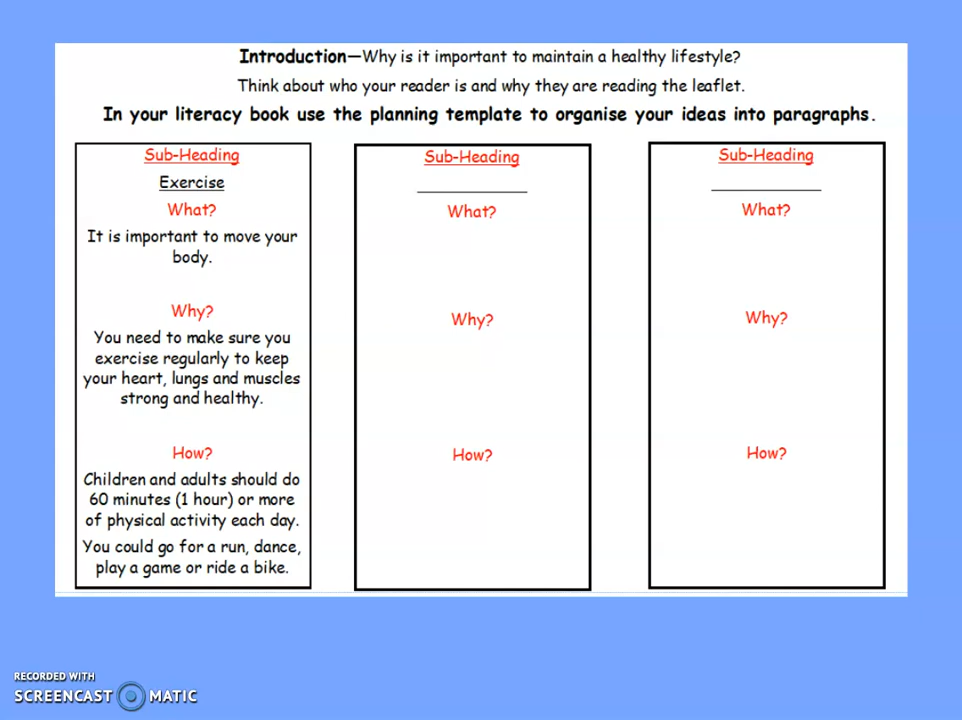 Introduction—Why is it important to maintain a healthy lifestyle?
Think about who your reader is and why they are reading the leaflet.
In your literacy book use the planning template to organise your ideas into paragraphs.
Sub-Heading
Exercise
What?
It is important to move your
body.
Why?
You need to make sure you
exercise regularly to keep
your heart, lungs and muscles
strong and healthy.
How?
Children and adults should do
60 minutes (1 hour) or more
of physical activity each day.
You could go for a run, dance,
play a game or ride a bike.
Sub-Heading
What?
Why?
How?
Sub-Heading
What?
Why?
How?
RECORDED WITH
SCREENCAST MATIC